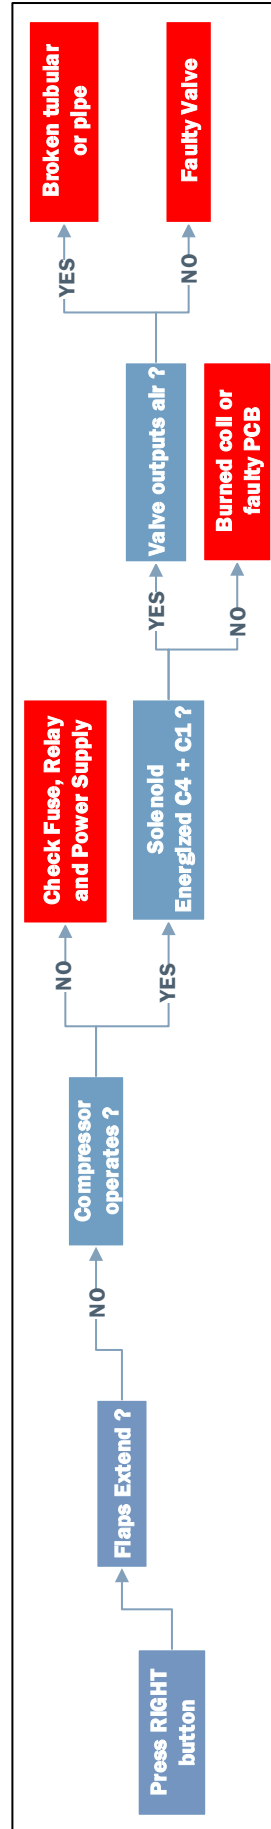 Press RIGHT
button
Flaps Extend ?
NO
Compressor
operates ?
NO
Check Fuse, Relay
and Power Supply
YES
Solenoid
Energized C4 + C1 ?
YES
Valve outputs air ?
NO
Burned coil or
faulty PCB
YES
Broken tubular
or pipe
NO
Faulty Valve